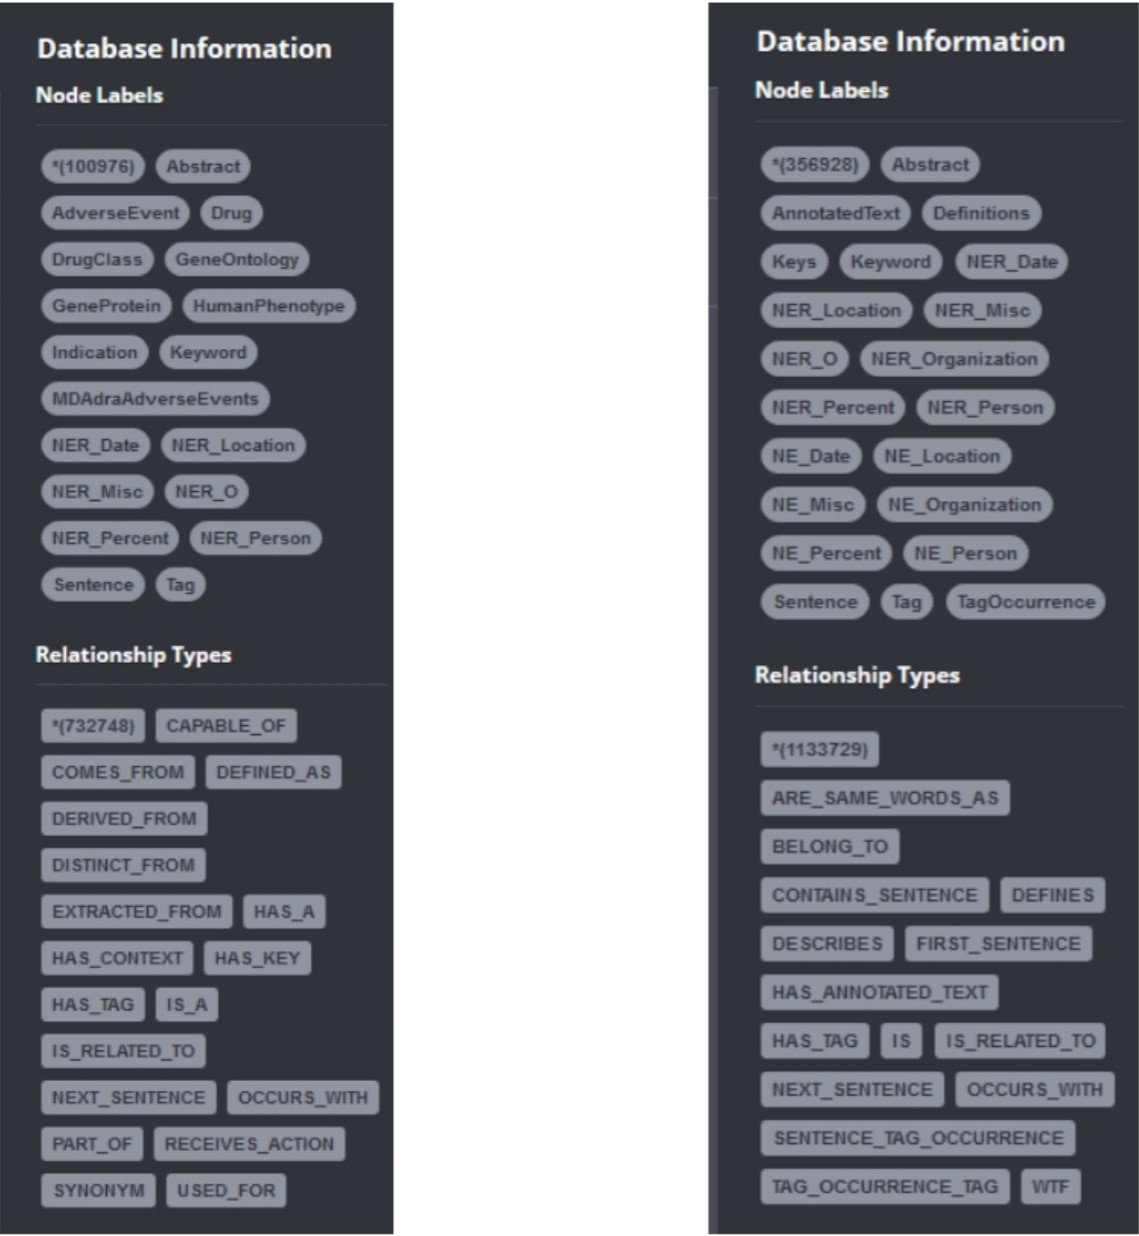 Database Information
Node Labels
*(100976) Abstract
AdverseEvent Drug
DrugClass GeneOntology
GeneProtein HumanPhenotype
Indication Keyword
MDAdraAdverseEvents
NER_Date NER_Location
NER_Misc NER_O
NER_Percent NER_Person
Sentence Tag
Relationship Types
*(732748) CAPABLE_OF
COMES_FROM DEFINED_AS
DERIVED_FROM
DISTINCT_FROM
EXTRACTED_FROM HAS_A
HAS_CONTEXT HAS_KEY
HAS_TAG IS_A
IS_RELATED_TO
NEXT_SENTENCE OCCURS_WITH
PART_OF RECEIVES_ACTION
SYNONYM USED_FOR
Database Information
Node Labels
*(356928) Abstract
AnnotatedText Definitions
Keys Keyword NER_Date
NER_Location NER_Misc
NER_O NER_Organization
NER_Percent NER_Person
NE_Date NE_Location
NE_Misc NE_Organization
NE_Percent NE_Person
Sentence Tag TagOccurrence
Relationship Types
*(1133729)
ARE_SAME_WORDS_AS
BELONG_TO
CONTAINS_SENTENCE DEFINES
DESCRIBES FIRST_SENTENCE
HAS_ANNOTATED_TEXT
HAS_TAG IS IS_RELATED_TO
NEXT_SENTENCE OCCURS_WITH
SENTENCE_TAG_OCCURRENCE
TAG_OCCURRENCE_TAG WTF